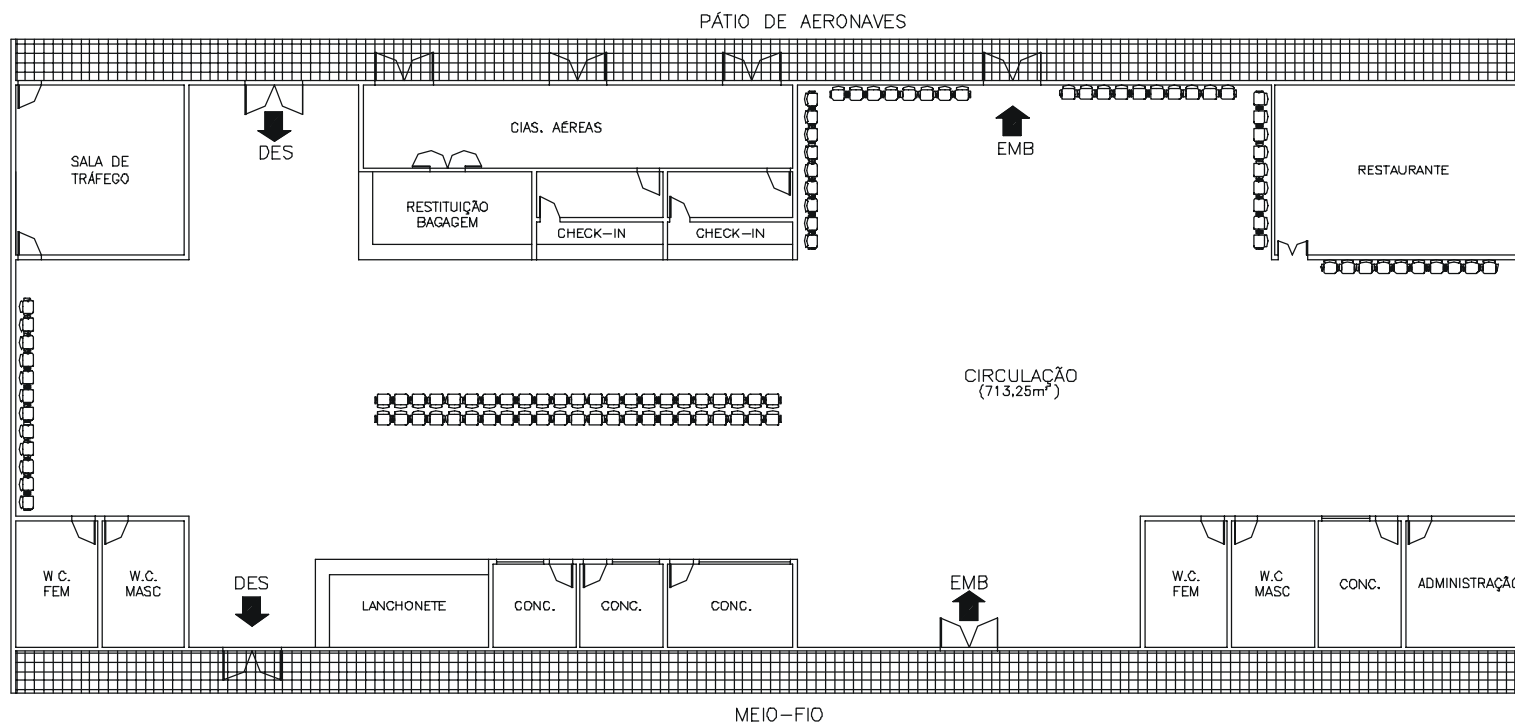 PÁTIO DE AERONAVES
CIAS. AÉREAS
DES
EMB
SALA DE
TRÁFEGO
RESTAURANTE
RESTITUIÇÃO
BAGAGEM
CHECK-IN
CHECK-IN
CIRCULAÇÃO
(713,25m²)
DES
EMB
W C.
FEM
W.C.
MASC
LANCHONETE
CONC.
CONC.
CONC.
W.C.
FEM
W.C
MASC
CONC.
ADMINISTRAÇÃO
MEIO-FIO